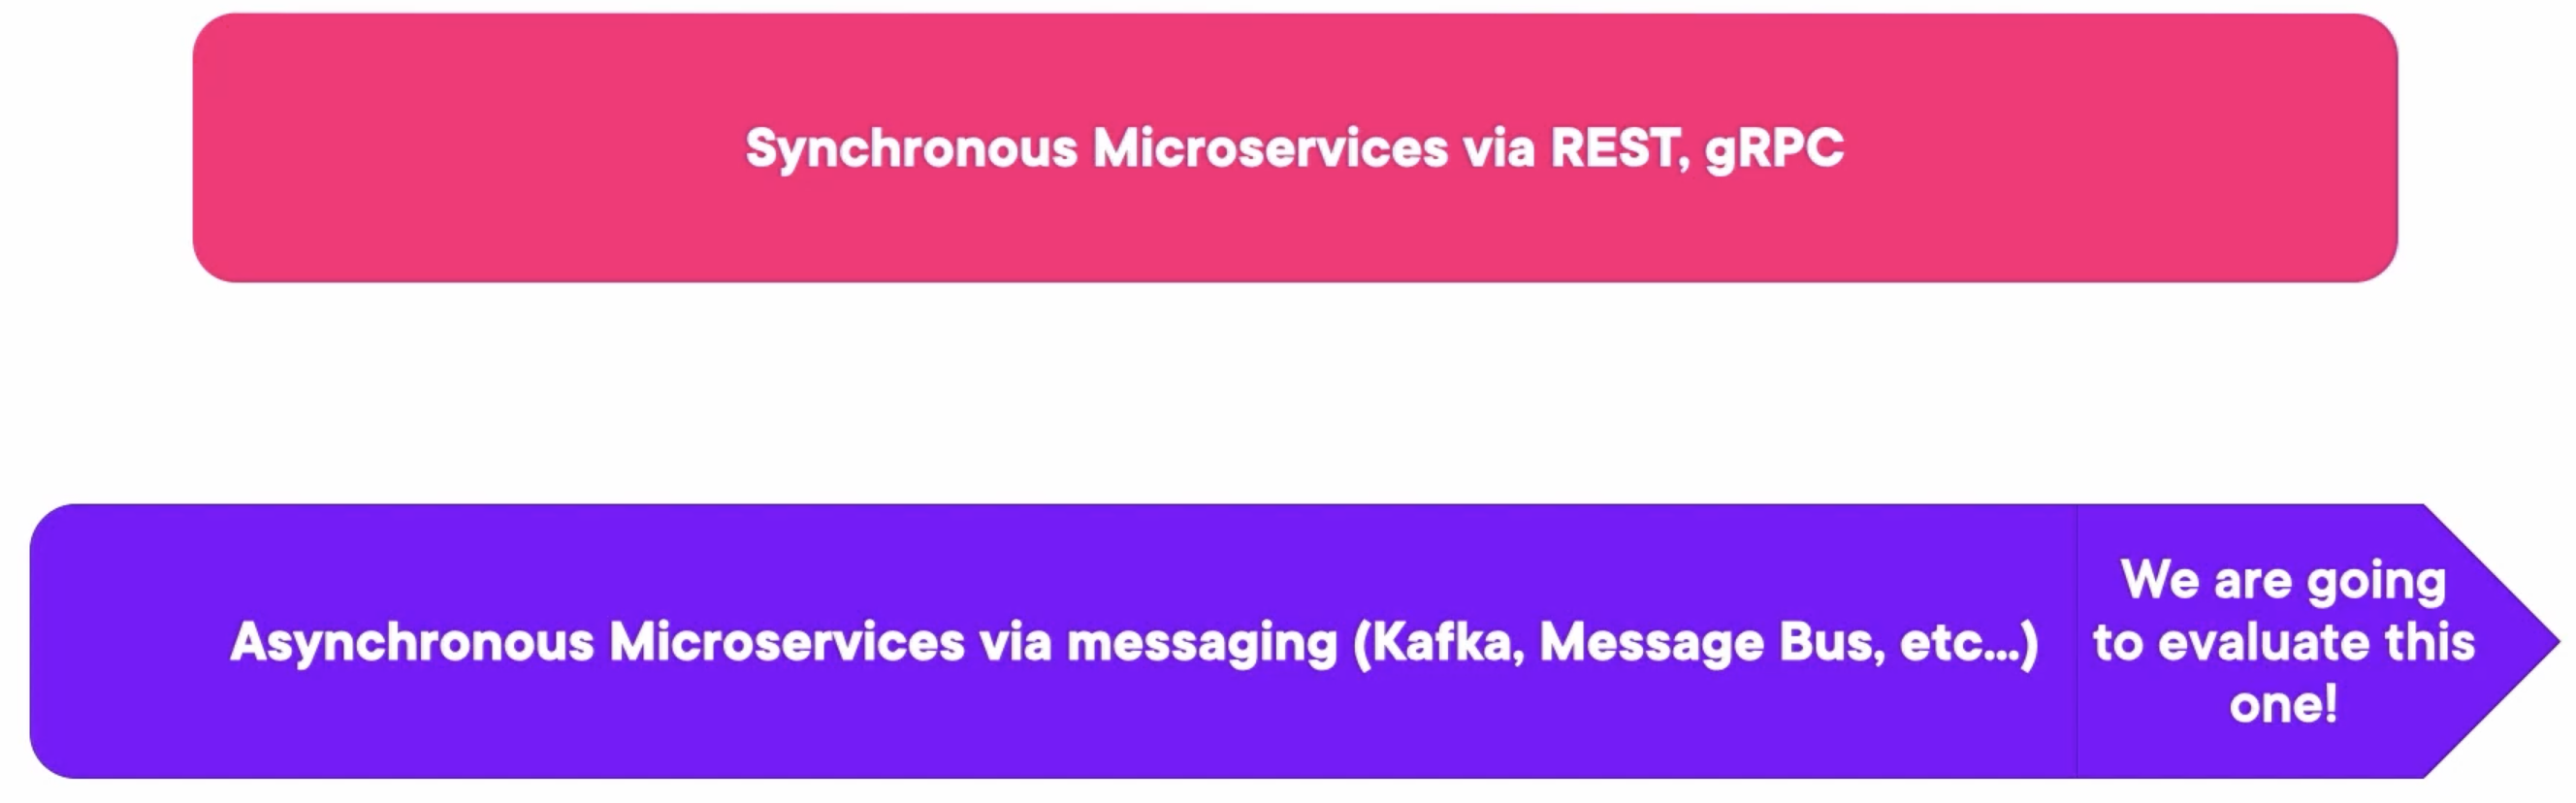 Synchronous Microservices via REST, gRPC
Asynchronous Microservices via messaging (Kafka, Message Bus, etc...)
We are going
to evaluate this
one!